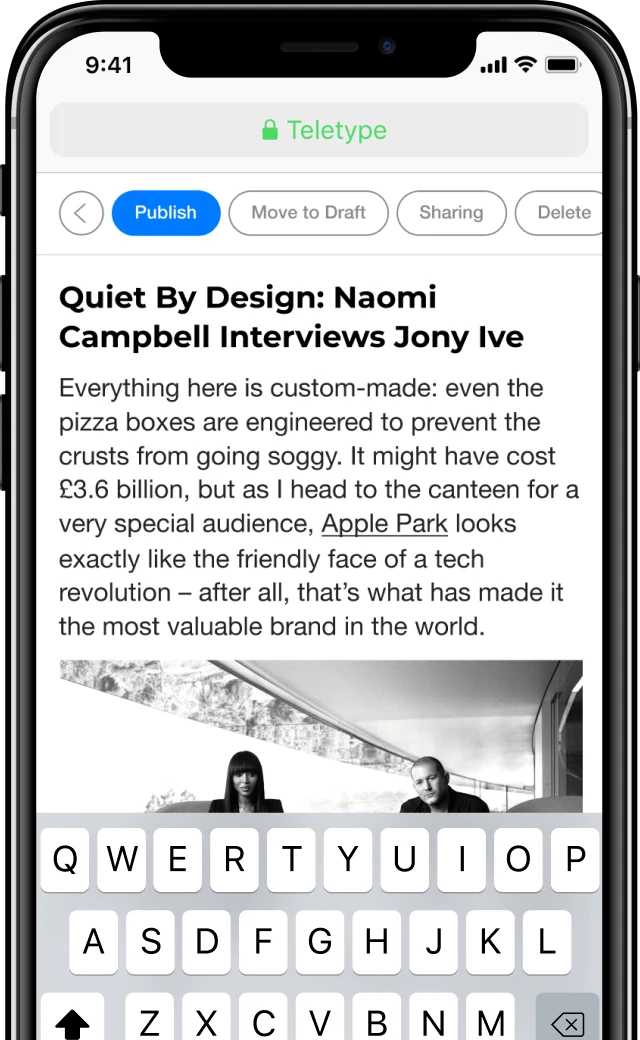 9:41
Teletype
Publish
Move to Draft
Sharing
Delete
Quiet By Design: Naomi
Campbell Interviews Jony Ive
Everything here is custom-made: even the
pizza boxes are engineered to prevent the
crusts from going soggy. It might have cost
£3.6 billion, but as I head to the canteen for a
very special audience, Apple Park looks
exactly like the friendly face of a tech
revolution – after all, that’s what has made it
the most valuable brand in the world.
Q W E R T Y U I O P
A S D F G H J K L
Z X C V B N M